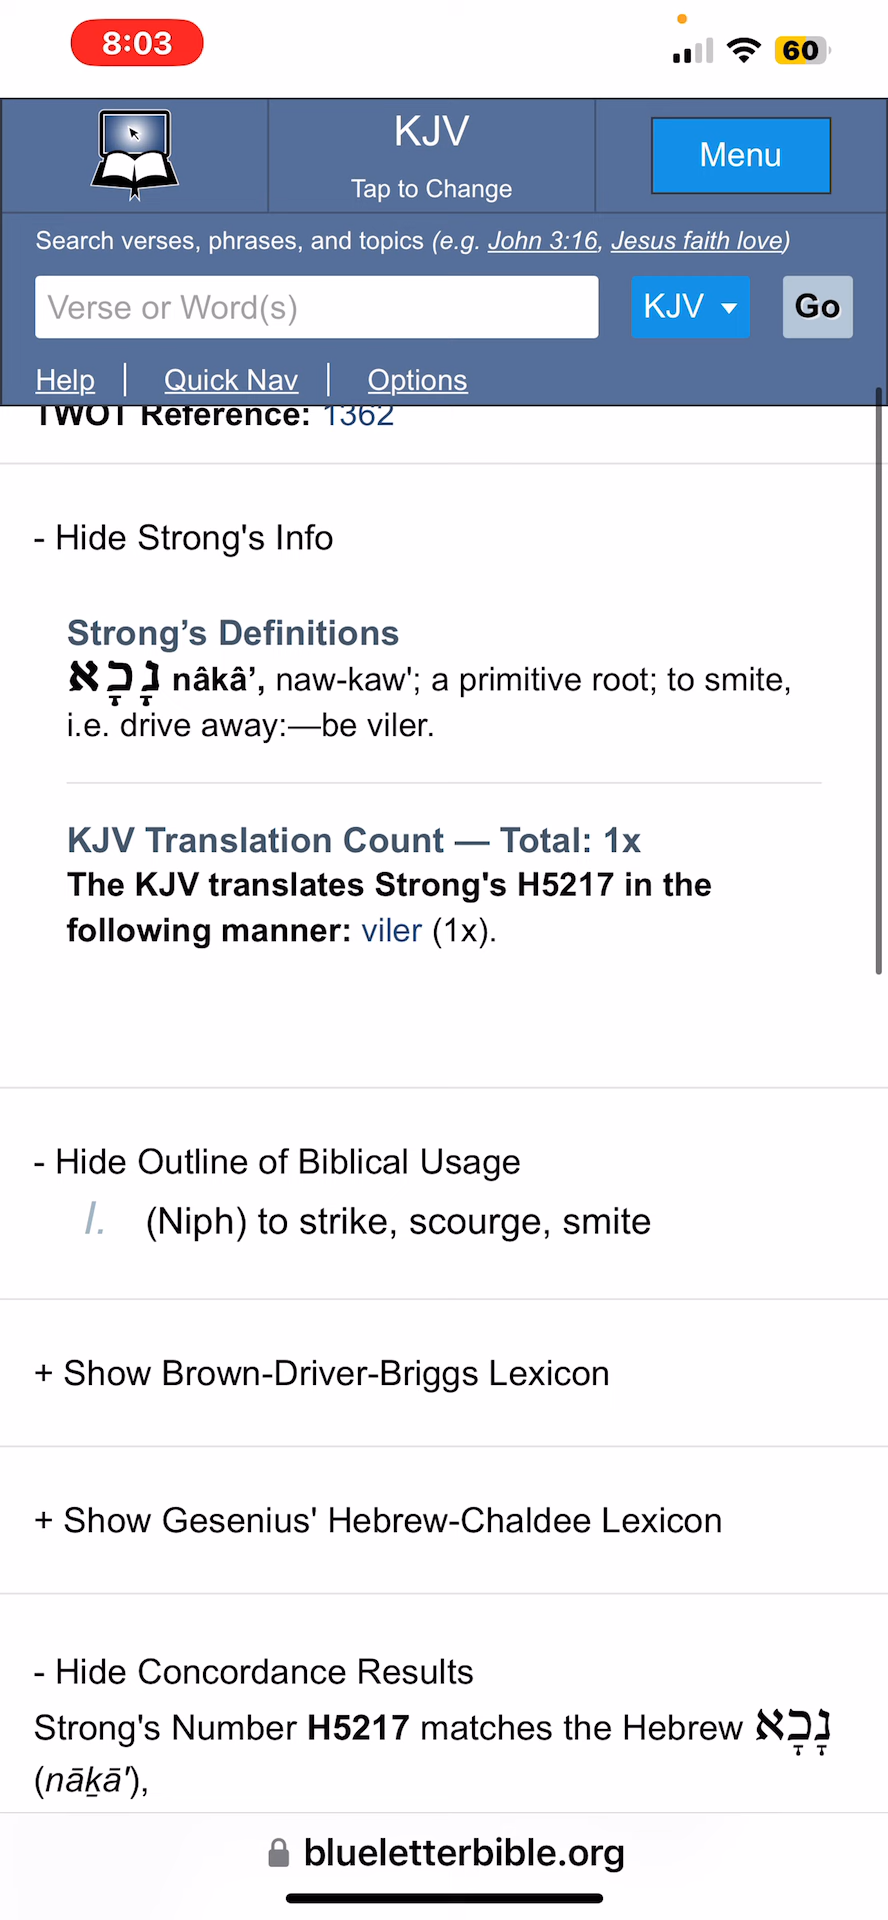 8:03
60
KJV
Tap to Change
Menu
Search verses, phrases, and topics (e.g. John 3:16, Jesus faith love)
Verse or Word(s)
KJV
Go
Help | Quick Nav | Options
TWOT Reference: 1362
- Hide Strong's Info
Strong’s Definitions
נָכָא nâkâʼ, naw-kaw'; a primitive root; to smite,
i.e. drive away:—be viler.
KJV Translation Count — Total: 1x
The KJV translates Strong's H5217 in the
following manner: viler (1x).
- Hide Outline of Biblical Usage
I. (Niph) to strike, scourge, smite
+ Show Brown-Driver-Briggs Lexicon
+ Show Gesenius' Hebrew-Chaldee Lexicon
- Hide Concordance Results
Strong's Number H5217 matches the Hebrew נָכָא
(nāḵā'),
blueletterbible.org